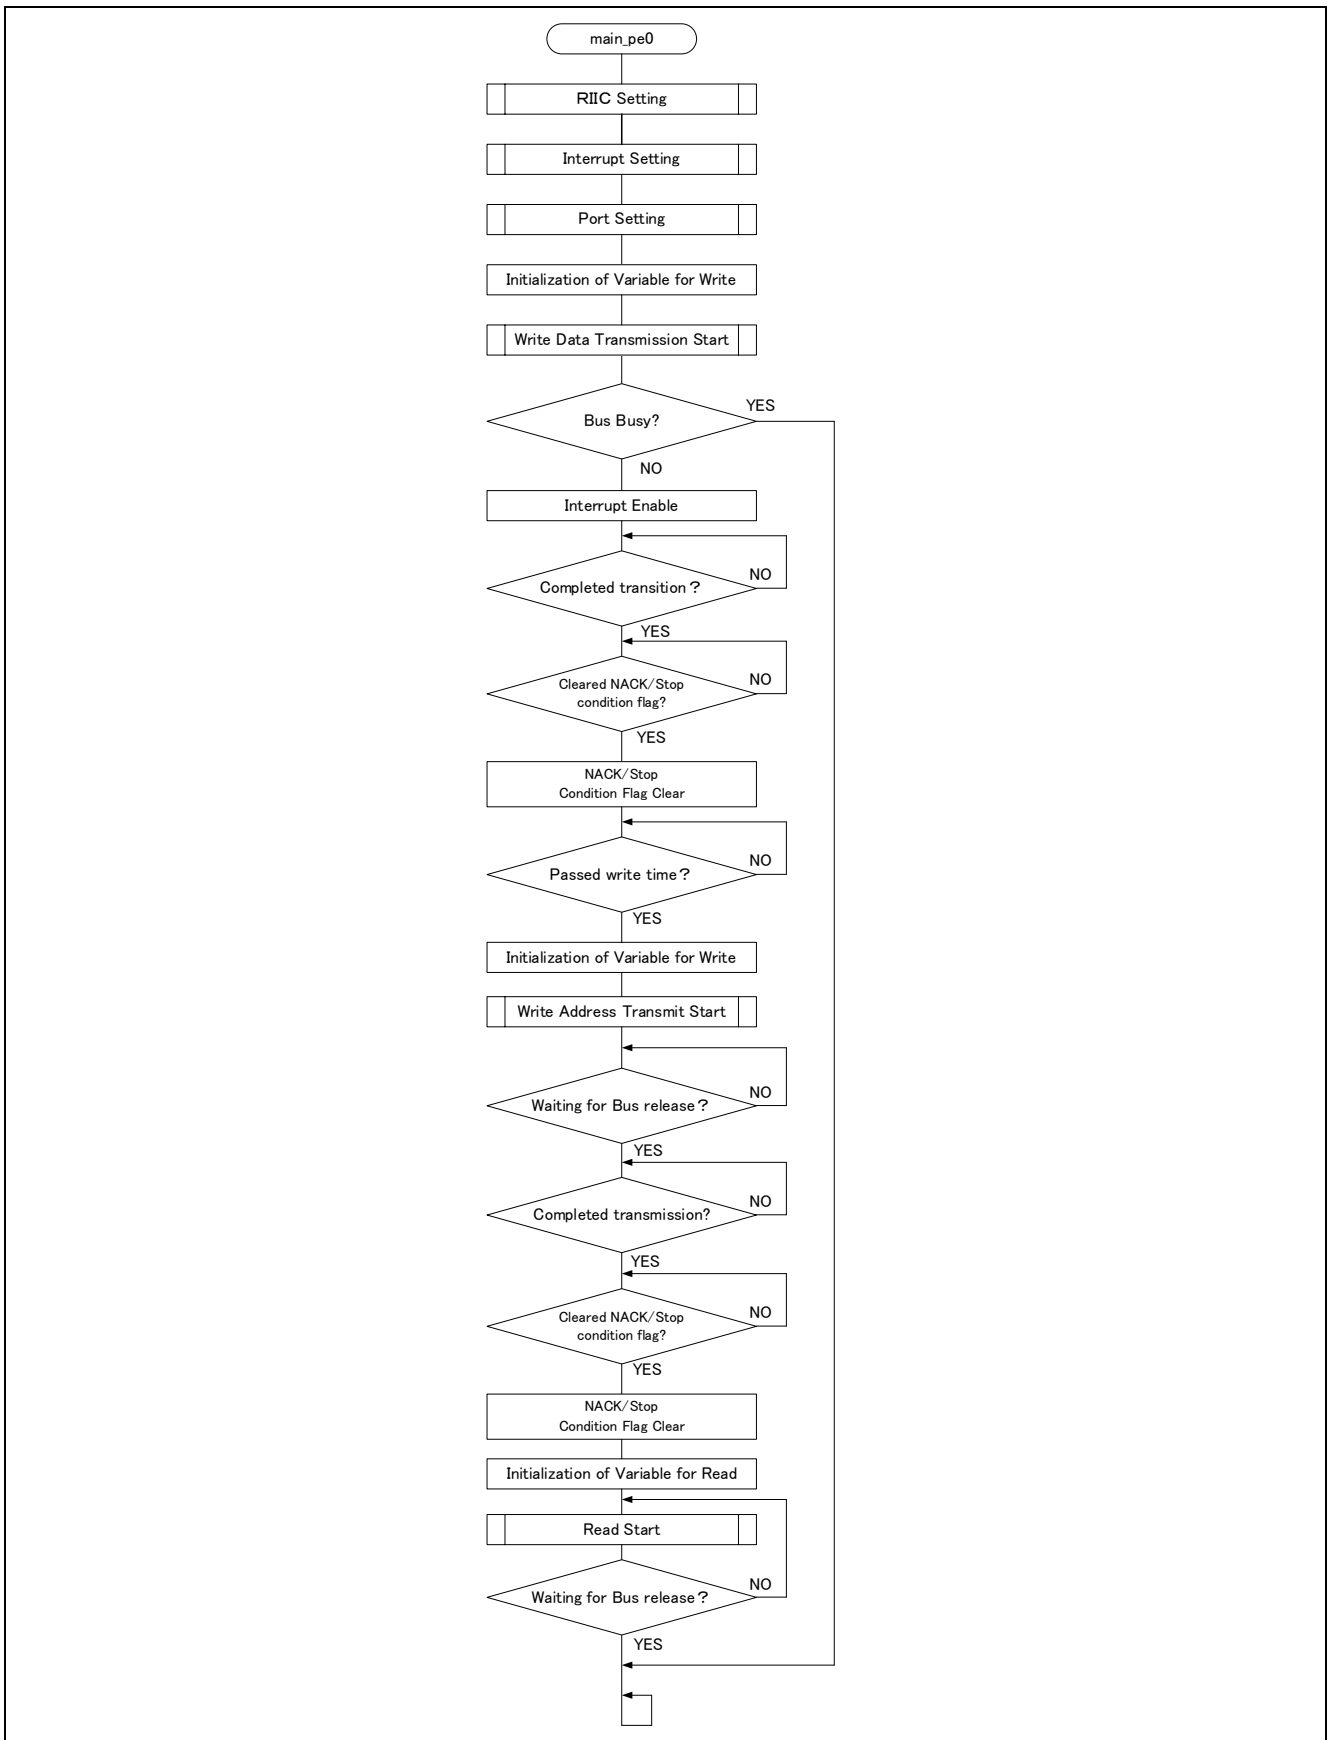 main_pe0
RIIC Setting
Interrupt Setting
Port Setting
Initialization of Variable for Write
Write Data Transmission Start
Bus Busy?
YES
NO
Interrupt Enable
Completed transition？
NO
YES
Cleared NACK/Stop
condition flag?
NO
YES
NACK/Stop
Condition Flag Clear
Passed write time？
NO
YES
Initialization of Variable for Write
Write Address Transmit Start
Waiting for Bus release？
NO
YES
Completed transmission?
NO
YES
Cleared NACK/Stop
condition flag?
NO
YES
NACK/Stop
Condition Flag Clear
Initialization of Variable for Read
Read Start
Waiting for Bus release？
NO
YES